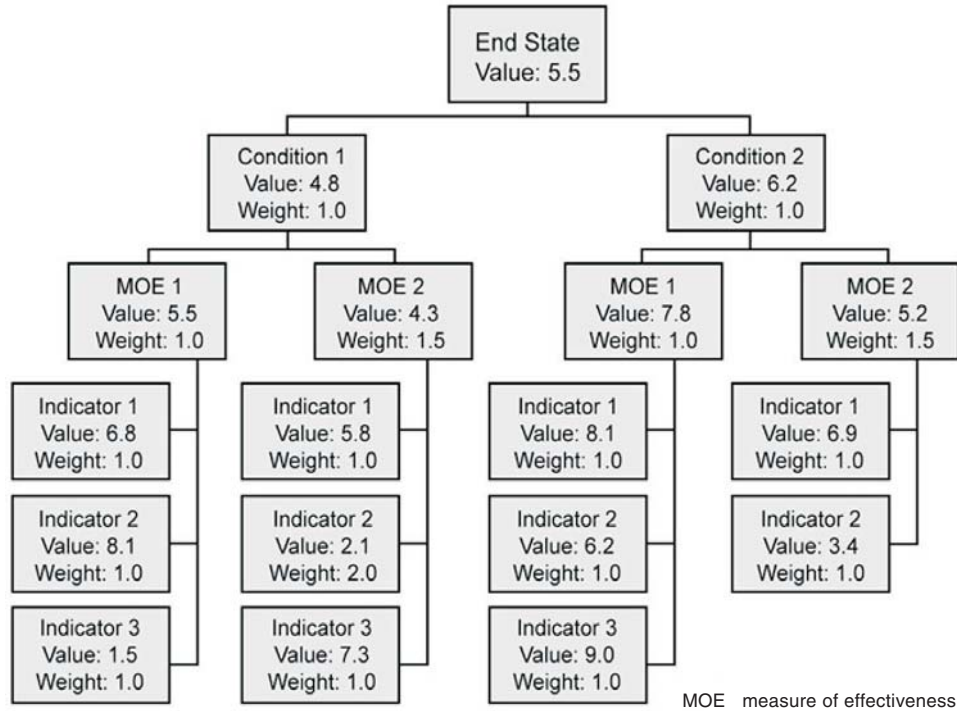 End State
Value: 5.5
Condition 1
Value: 4.8
Weight: 1.0
Condition 2
Value: 6.2
Weight: 1.0
MOE 1
Value: 5.5
Weight: 1.0
MOE 2
Value: 4.3
Weight: 1.5
MOE 1
Value: 7.8
Weight: 1.0
MOE 2
Value: 5.2
Weight: 1.5
Indicator 1
Value: 6.8
Weight: 1.0
Indicator 1
Value: 5.8
Weight: 1.0
Indicator 1
Value: 8.1
Weight: 1.0
Indicator 1
Value: 6.9
Weight: 1.0
Indicator 2
Value: 8.1
Weight: 1.0
Indicator 2
Value: 2.1
Weight: 2.0
Indicator 2
Value: 6.2
Weight: 1.0
Indicator 2
Value: 3.4
Weight: 1.0
Indicator 3
Value: 1.5
Weight: 1.0
Indicator 3
Value: 7.3
Weight: 1.0
Indicator 3
Value: 9.0
Weight: 1.0
MOE measure of effectiveness